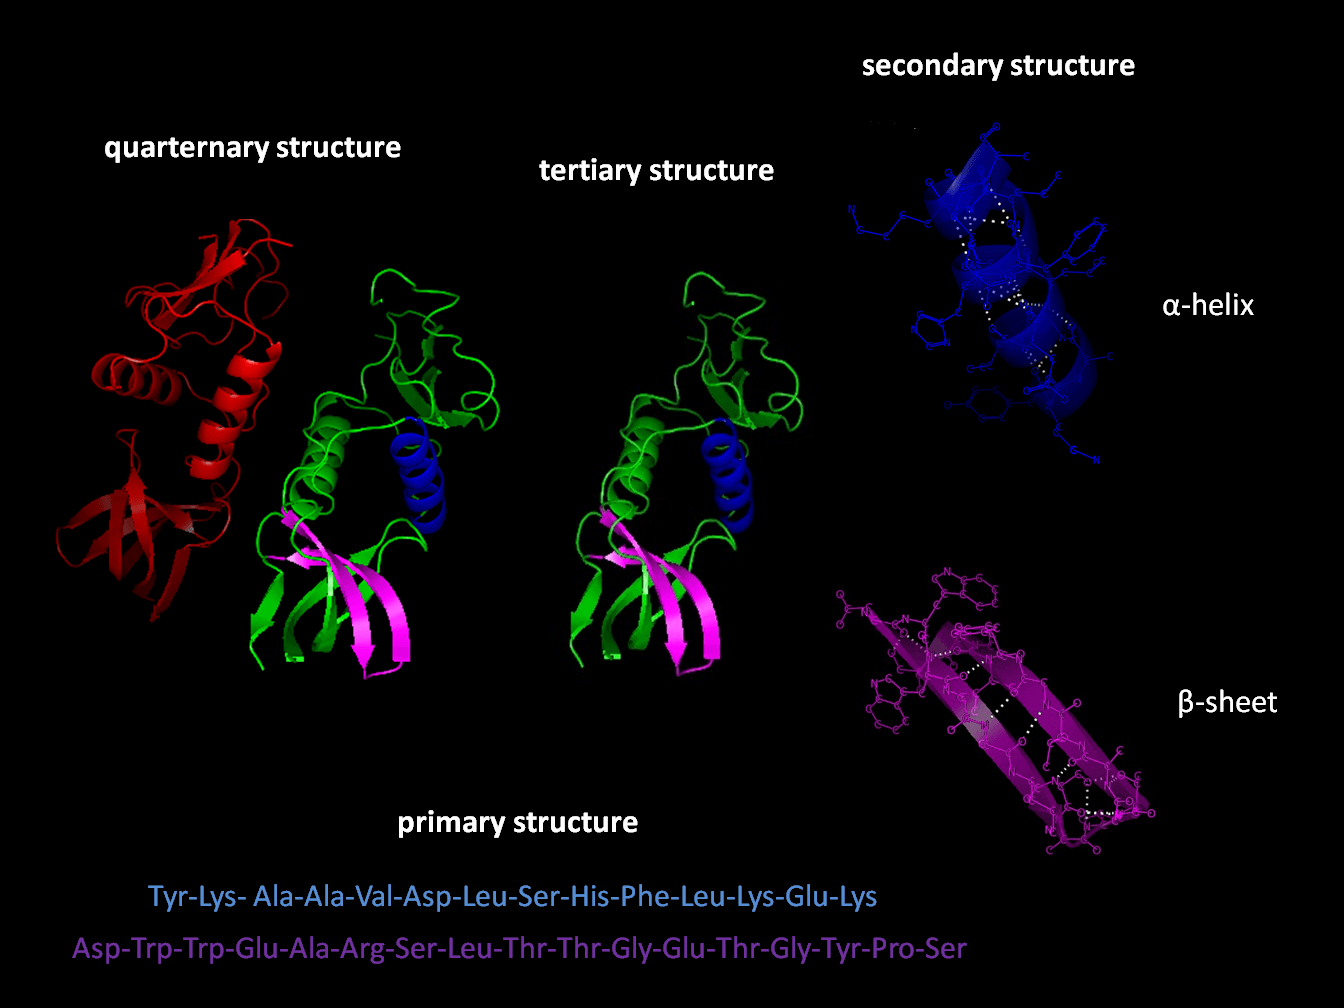 secondary structure
quarternary structure
tertiary structure
α-helix
β-sheet
primary structure
Tyr-Lys- Ala-Ala-Val-Asp-Leu-Ser-His-Phe-Leu-Lys-Glu-Lys
Asp-Trp-Trp-Glu-Ala-Arg-Ser-Leu-Thr-Thr-Gly-Glu-Thr-Gly-Tyr-Pro-Ser